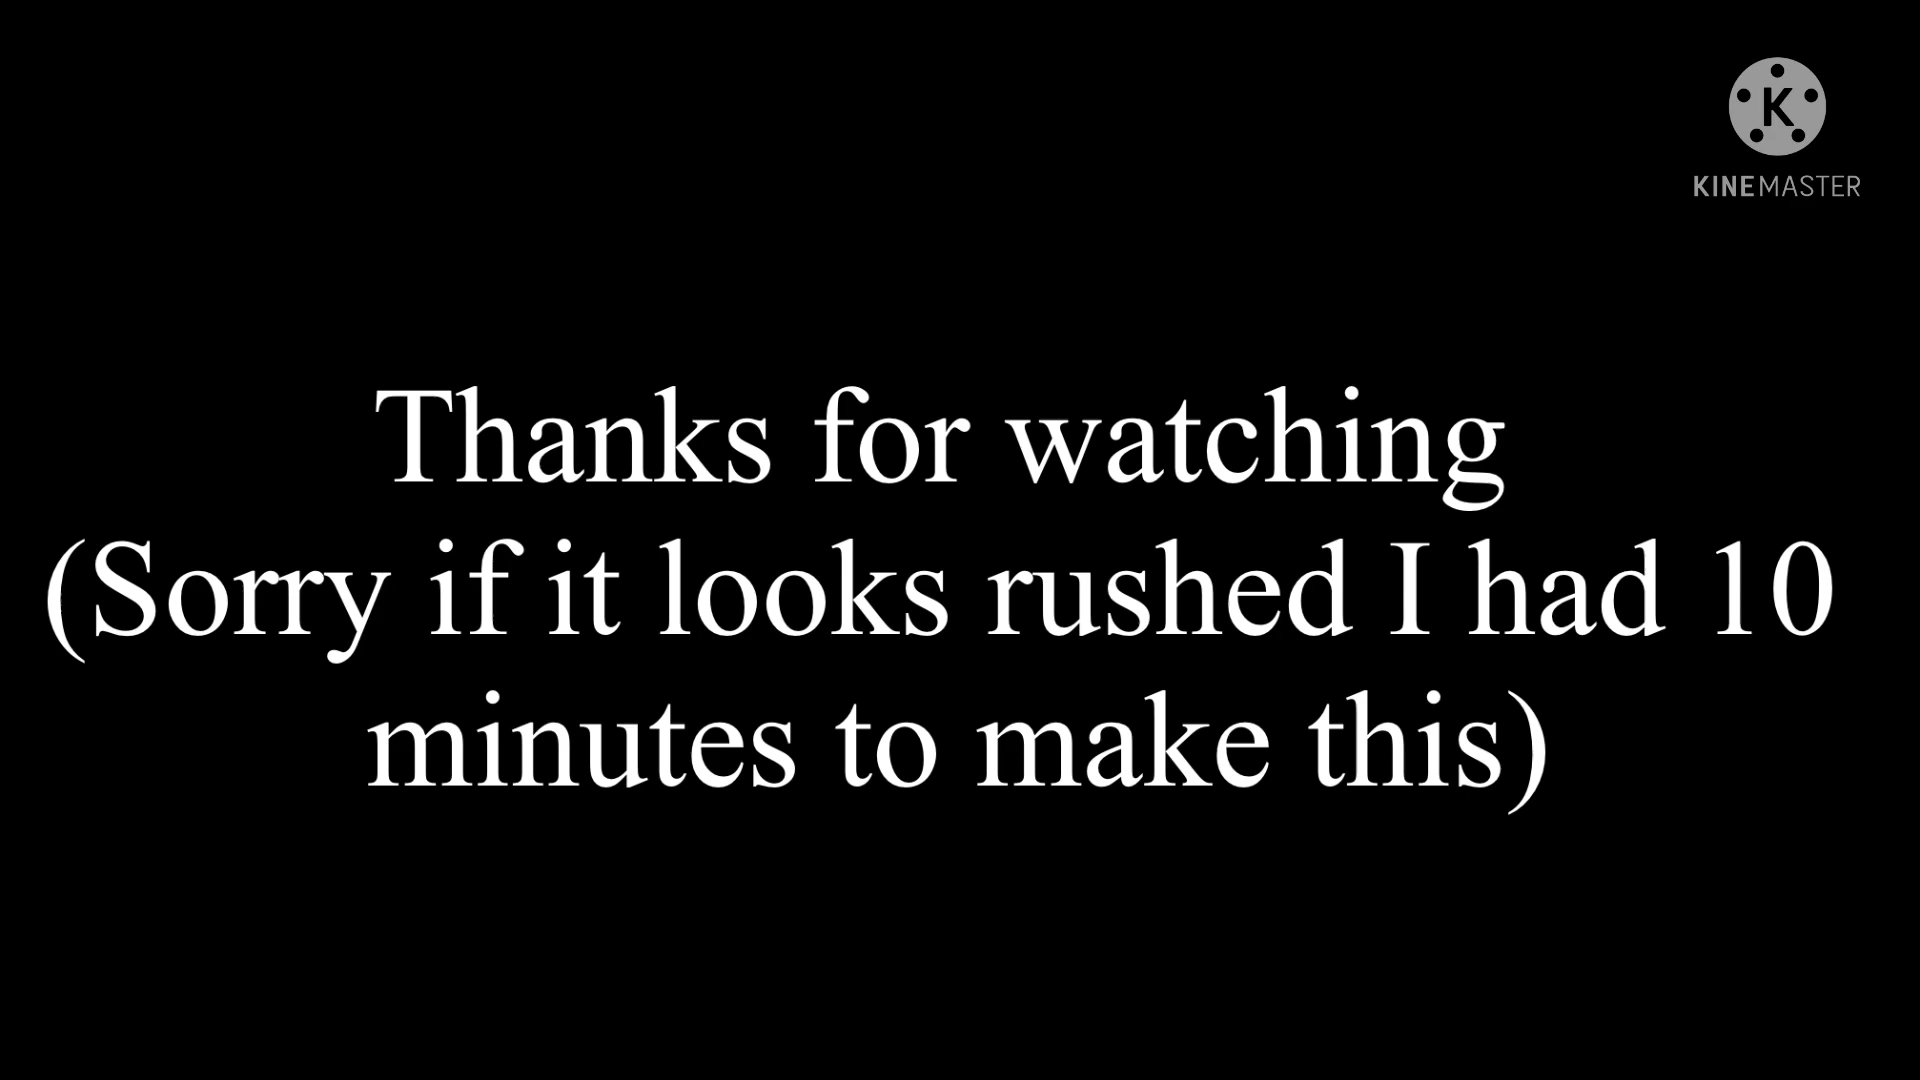 K
KINEMASTER
Thanks for watching
(Sorry if it looks rushed I had 10
minutes to make this)